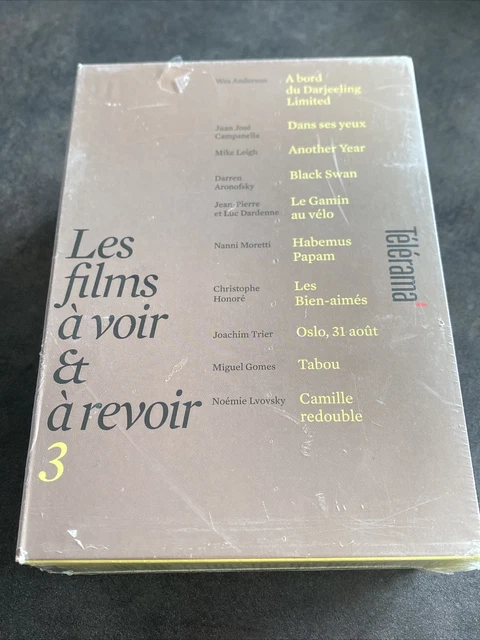 Wes Anderson
A bord
du Darjeeling
Limited
Juan José
Campanella
Dans ses yeux
Mike Leigh
Another Year
Darren
Aronofsky
Black Swan
Jean-Pierre
et Luc Dardenne
Le Gamin
au vélo
Nanni Moretti
Habemus
Papam
Christophe
Honoré
Les
Bien-aimés
Joachim Trier
Oslo, 31 août
Miguel Gomes
Tabou
Noémie Lvovsky
Camille
redouble
Les
films
à voir
&
à revoir
3
Télérama